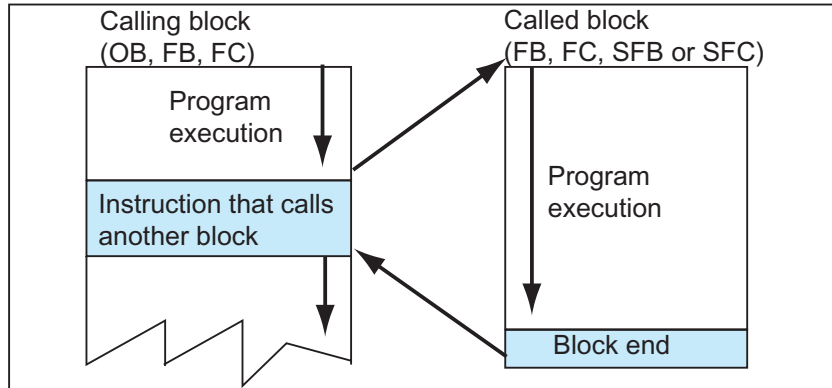 Calling block
(OB, FB, FC)
Program
execution
Instruction that calls
another block
Called block
(FB, FC, SFB or SFC)
Program
execution
Block end